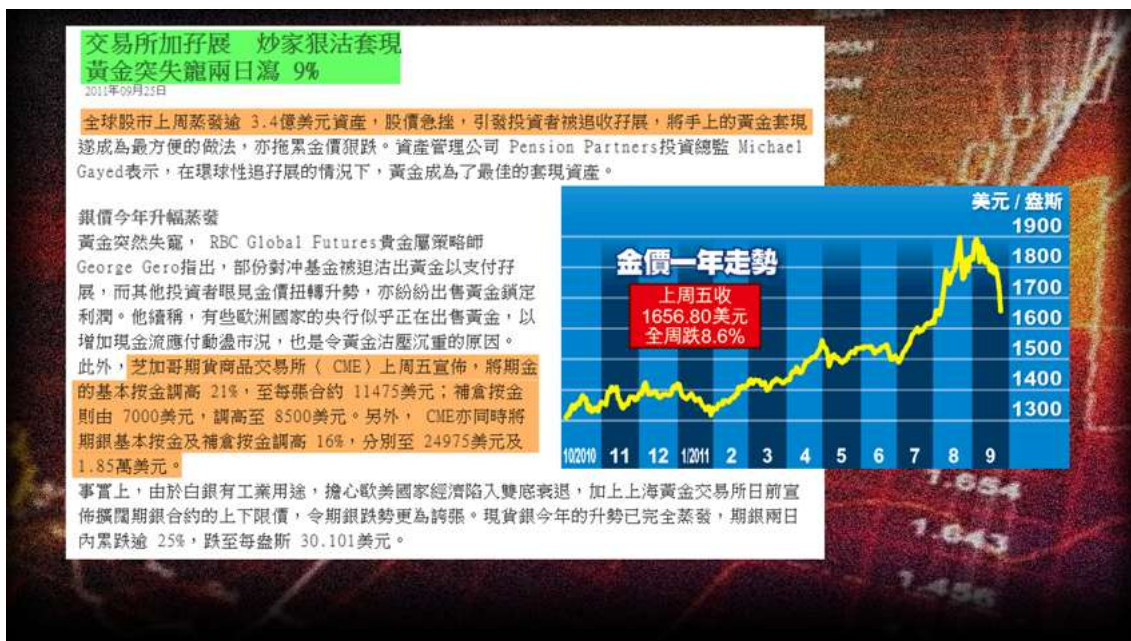 交易所加孖展　炒家狠沽套現
黃金突失寵兩日瀉 9%
2011年09月25日
全球股市上周蒸發逾 3.4億美元資產，股價急挫，引發投資者被追收孖展，將手上的黃金套現
遂成為最方便的做法，亦拖累金價狠跌。資產管理公司 Pension Partners投資總監 Michael
Gayed表示，在環球性追孖展的情況下，黃金成為了最佳的套現資產。
銀價今年升幅蒸發
黃金突然失寵， RBC Global Futures貴金屬策略師
George Gero指出，部份對冲基金被迫沽出黃金以支付孖
展，而其他投資者眼見金價扭轉升勢，亦紛紛出售黃金鎖定
利潤。他續稱，有些歐洲國家的央行似乎正在出售黃金，以
增加現金流應付動盪市況，也是令黃金沽壓沉重的原因。
此外，芝加哥期貨商品交易所（ CME）上周五宣佈，將期金
的基本按金調高 21%，至每張合約 11475美元；補倉按金
則由 7000美元，調高至 8500美元。另外， CME亦同時將
期銀基本按金及補倉按金調高 16%，分別至 24975美元及
1.85萬美元。
事實上，由於白銀有工業用途，擔心歐美國家經濟陷入雙底衰退，加上上海黃金交易所日前宣
佈擴闊期銀合約的上下限價，令期銀跌勢更為誇張。現貨銀今年的升勢已完全蒸發，期銀兩日
內累跌逾 25%，跌至每盎斯 30.101美元。
美元 / 盎斯
金價一年走勢
上周五收
1656.80美元
全周跌8.6%
1900
1800
1700
1600
1500
1400
1300
10/2010 11 12 1/2011 2 3 4 5 6 7 8 9
1.654
1.643
1.456